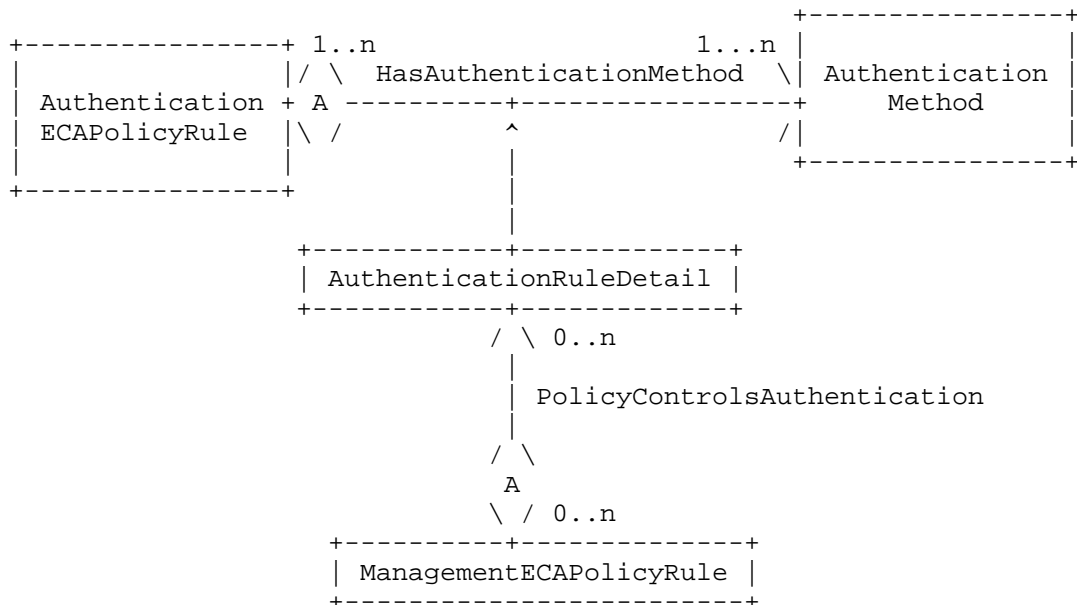 1..n 1...n
HasAuthenticationMethod Authentication
Authentication A Method
ECAPolicyRule
AuthenticationRuleDetail
0..n
PolicyControlsAuthentication
A
0..n
ManagementECAPolicyRule